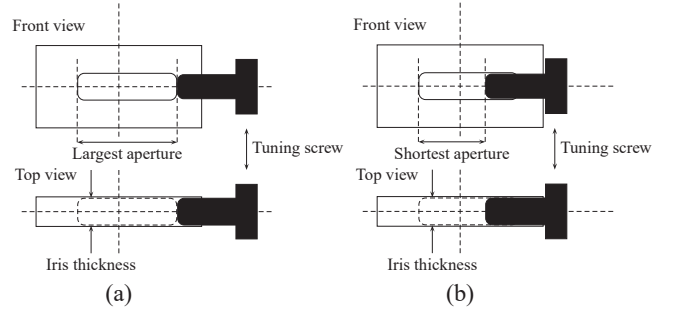 Front view
Largest aperture
Tuning screw
Top view
Iris thickness
(a)
Front view
Shortest aperture
Tuning screw
Top view
Iris thickness
(b)